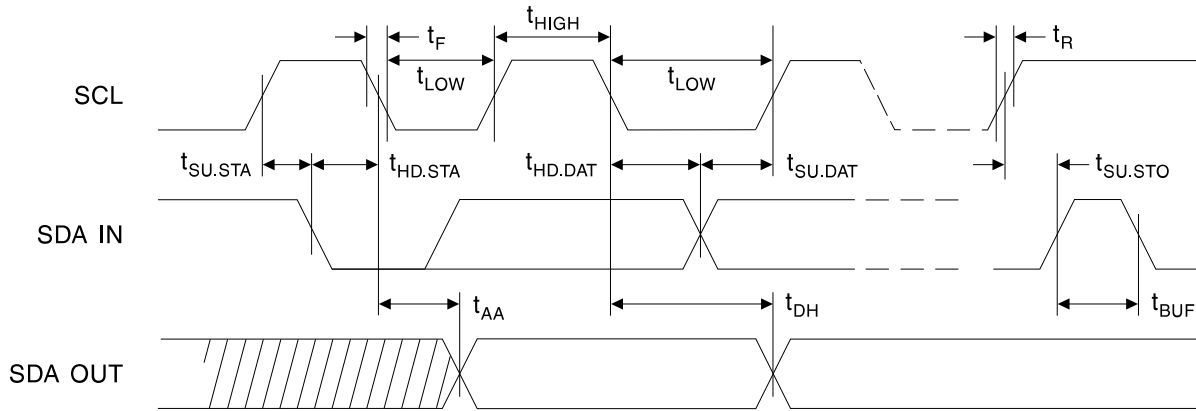 t_F
t_HIGH
t_R
t_LOW
t_LOW
SCL
t_SU.STA
t_HD.STA
t_HD.DAT
t_SU.DAT
t_SU.STO
SDA IN
t_AA
t_DH
t_BUF
SDA OUT